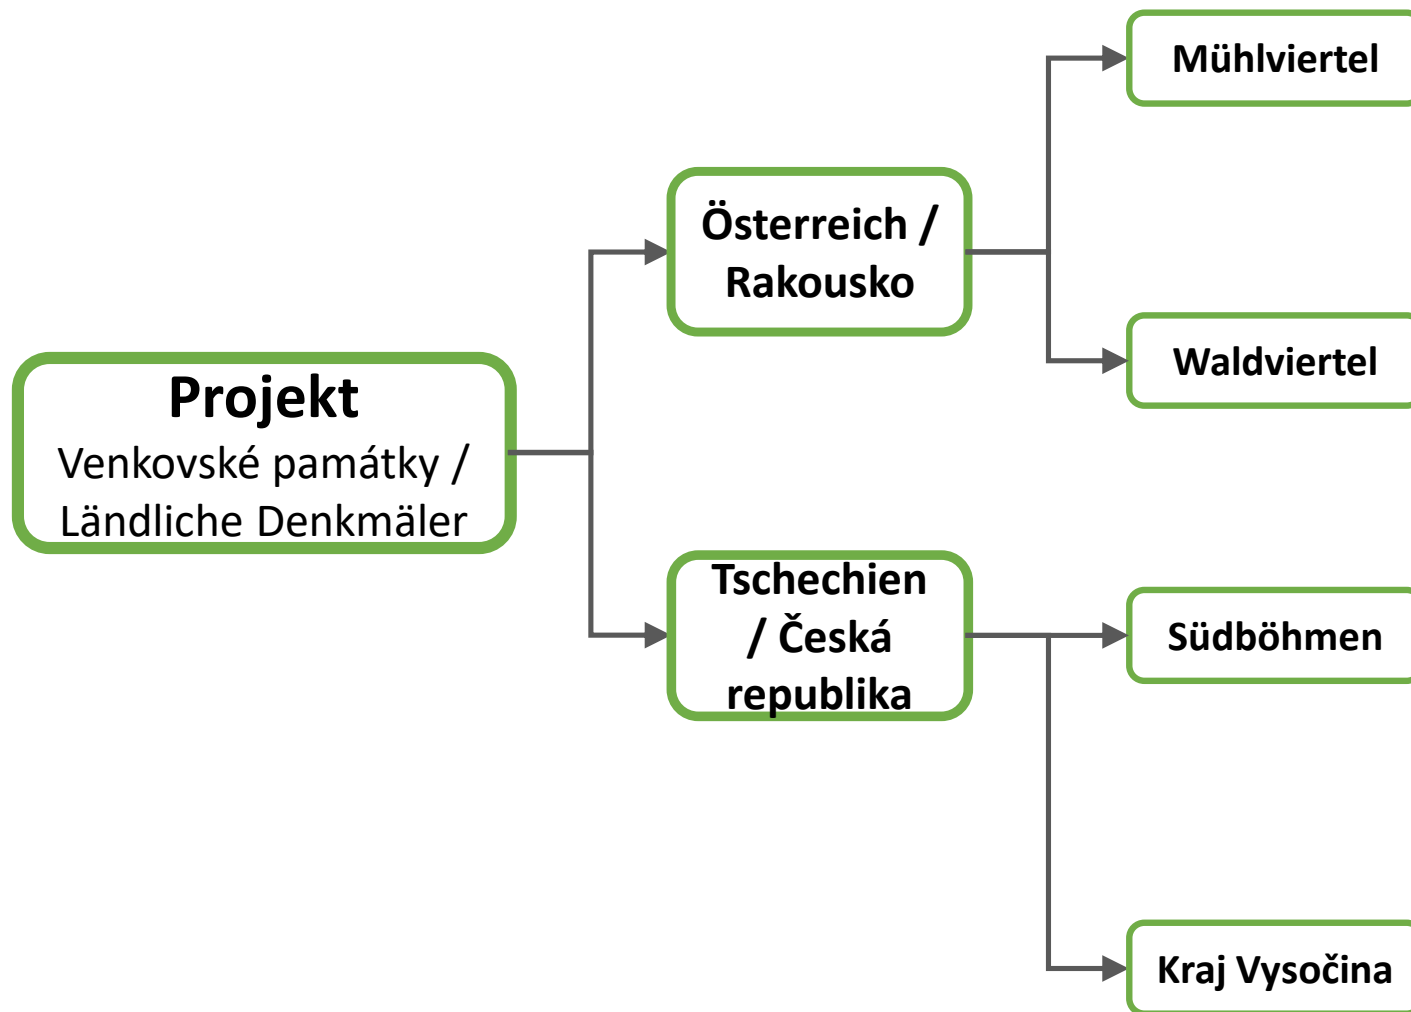 Projekt
Venkovské památky /
Ländliche Denkmäler
Österreich /
Rakousko
Mühlviertel
Waldviertel
Tschechien
/ Česká
republika
Südböhmen
Kraj Vysočina